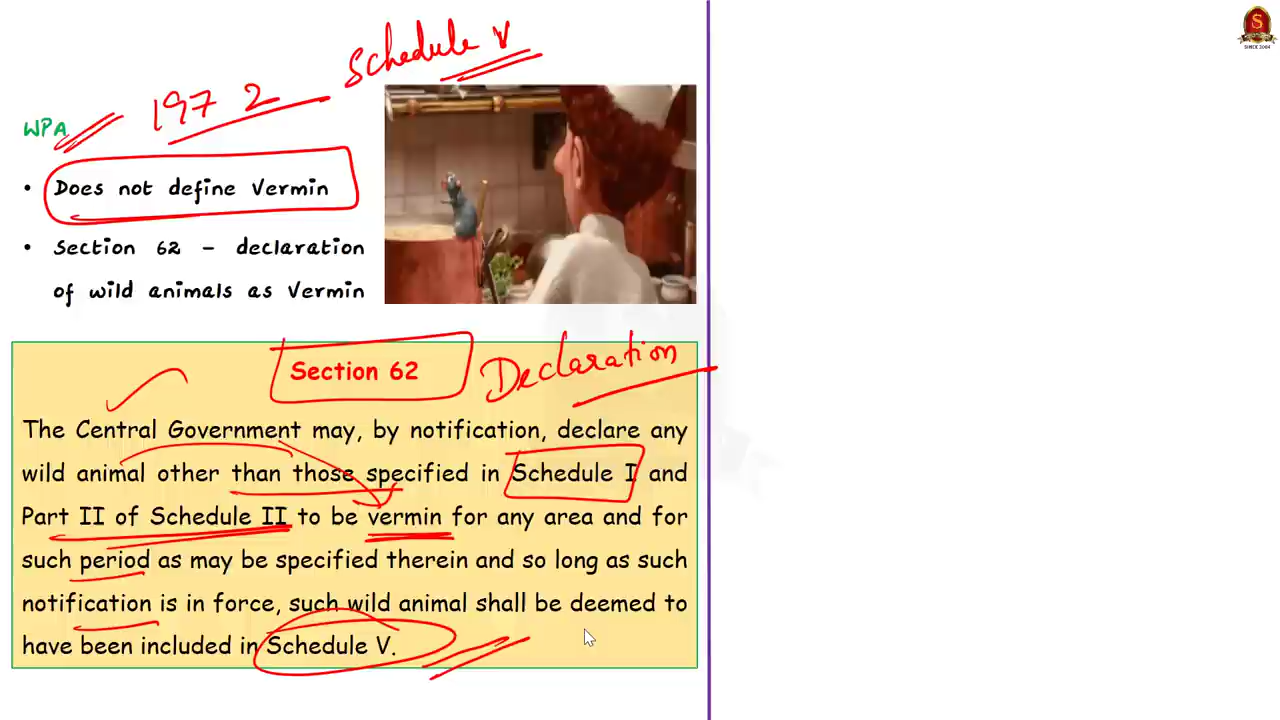 Schedule V
1972
WPA
• Does not define Vermin
• Section 62 – declaration
of wild animals as Vermin
Section 62
Declaration
The Central Government may, by notification, declare any
wild animal other than those specified in Schedule I and
Part II of Schedule II to be vermin for any area and for
such period as may be specified therein and so long as such
notification is in force, such wild animal shall be deemed to
have been included in Schedule V.
S
SINCE 2004